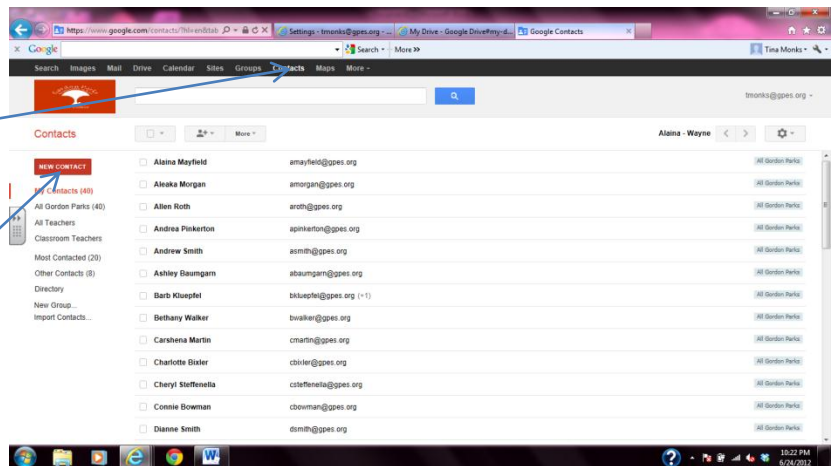 https://www.google.com/contacts/?hl=en&tab
Settings - tmonks@gpes.org - ...
My Drive - Google Drive#my-d...
Google Contacts
x Google
Search
More »
Tina Monks
Search Images Mail Drive Calendar Sites Groups Contacts Maps More
tmonks@gpes.org
Contacts
More
Alaina - Wayne
NEW CONTACT
My Contacts (40)
All Gordon Parks (40)
All Teachers
Classroom Teachers
Most Contacted (20)
Other Contacts (8)
Directory
New Group...
Import Contacts...
Alaina Mayfield amayfield@gpes.org All Gordon Parks
Aleaka Morgan amorgan@gpes.org All Gordon Parks
Allen Roth aroth@gpes.org All Gordon Parks
Andrea Pinkerton apinkerton@gpes.org All Gordon Parks
Andrew Smith asmith@gpes.org All Gordon Parks
Ashley Baumgarn abaumgarn@gpes.org All Gordon Parks
Barb Kluepfel bkluepfel@gpes.org (+1) All Gordon Parks
Bethany Walker bwalker@gpes.org All Gordon Parks
Carshena Martin cmartin@gpes.org All Gordon Parks
Charlotte Bixler cbixler@gpes.org All Gordon Parks
Cheryl Steffenella csteffenella@gpes.org All Gordon Parks
Connie Bowman cbowman@gpes.org All Gordon Parks
Dianne Smith dsmith@gpes.org All Gordon Parks
10:22 PM
6/24/2012